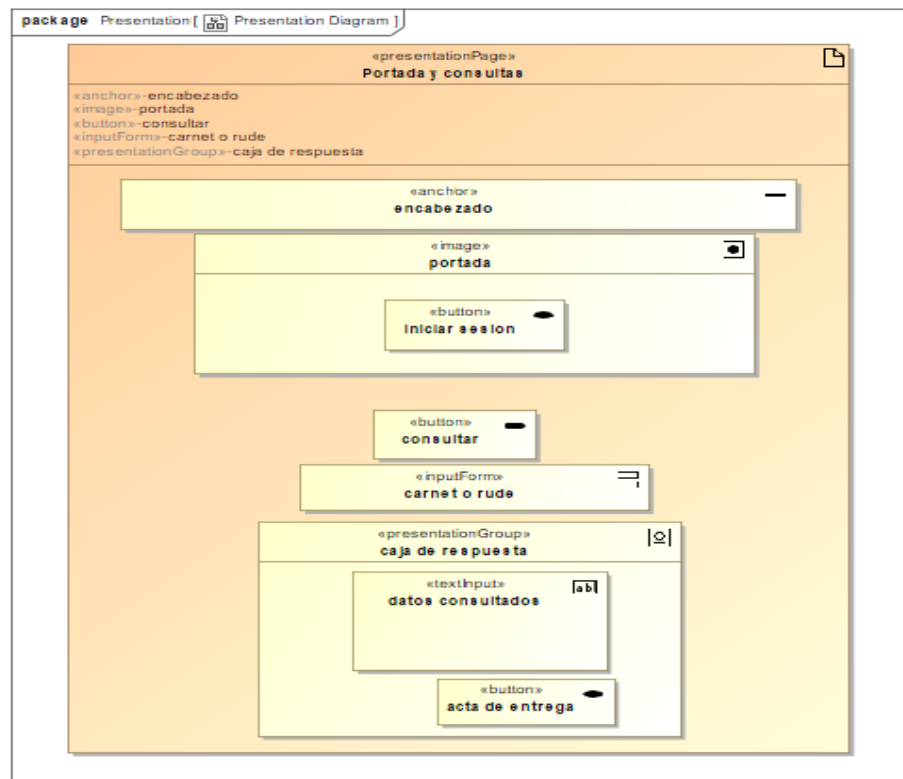 package Presentation [ Presentation Diagram ]
«presentationPage»
Portada y consultas
«anchor»-encabezado
«image»-portada
«button»-consultar
«inputForm»-carnet o rude
«presentationGroup»-caja de respuesta
«anchor»
encabezado
«image»
portada
«button»
iniciar sesion
«button»
consultar
«inputForm»
carnet o rude
«presentationGroup»
caja de respuesta
«textInput»
datos consultados
ab
«button»
acta de entrega